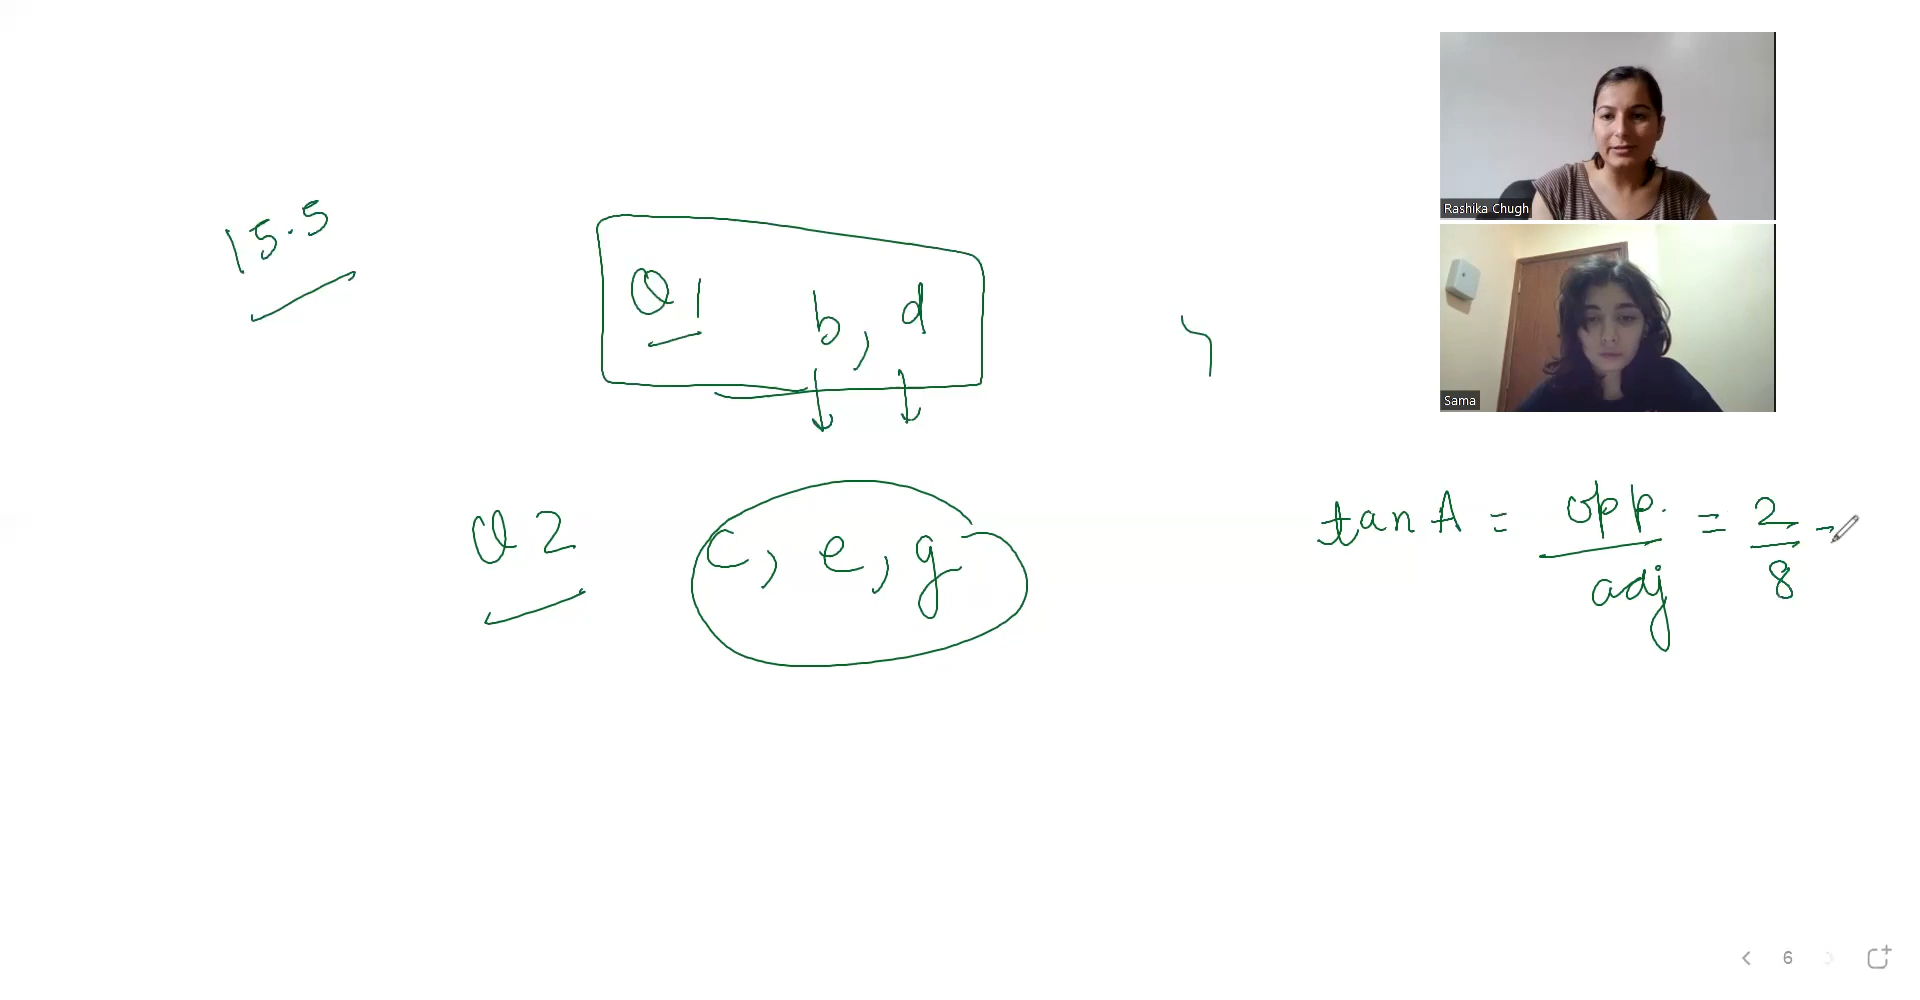 15.5
Q1 b, d
Q2 c, e, g
tan A = opp. / adj = 2 / 8 =
Rashika Chugh
Sama
6